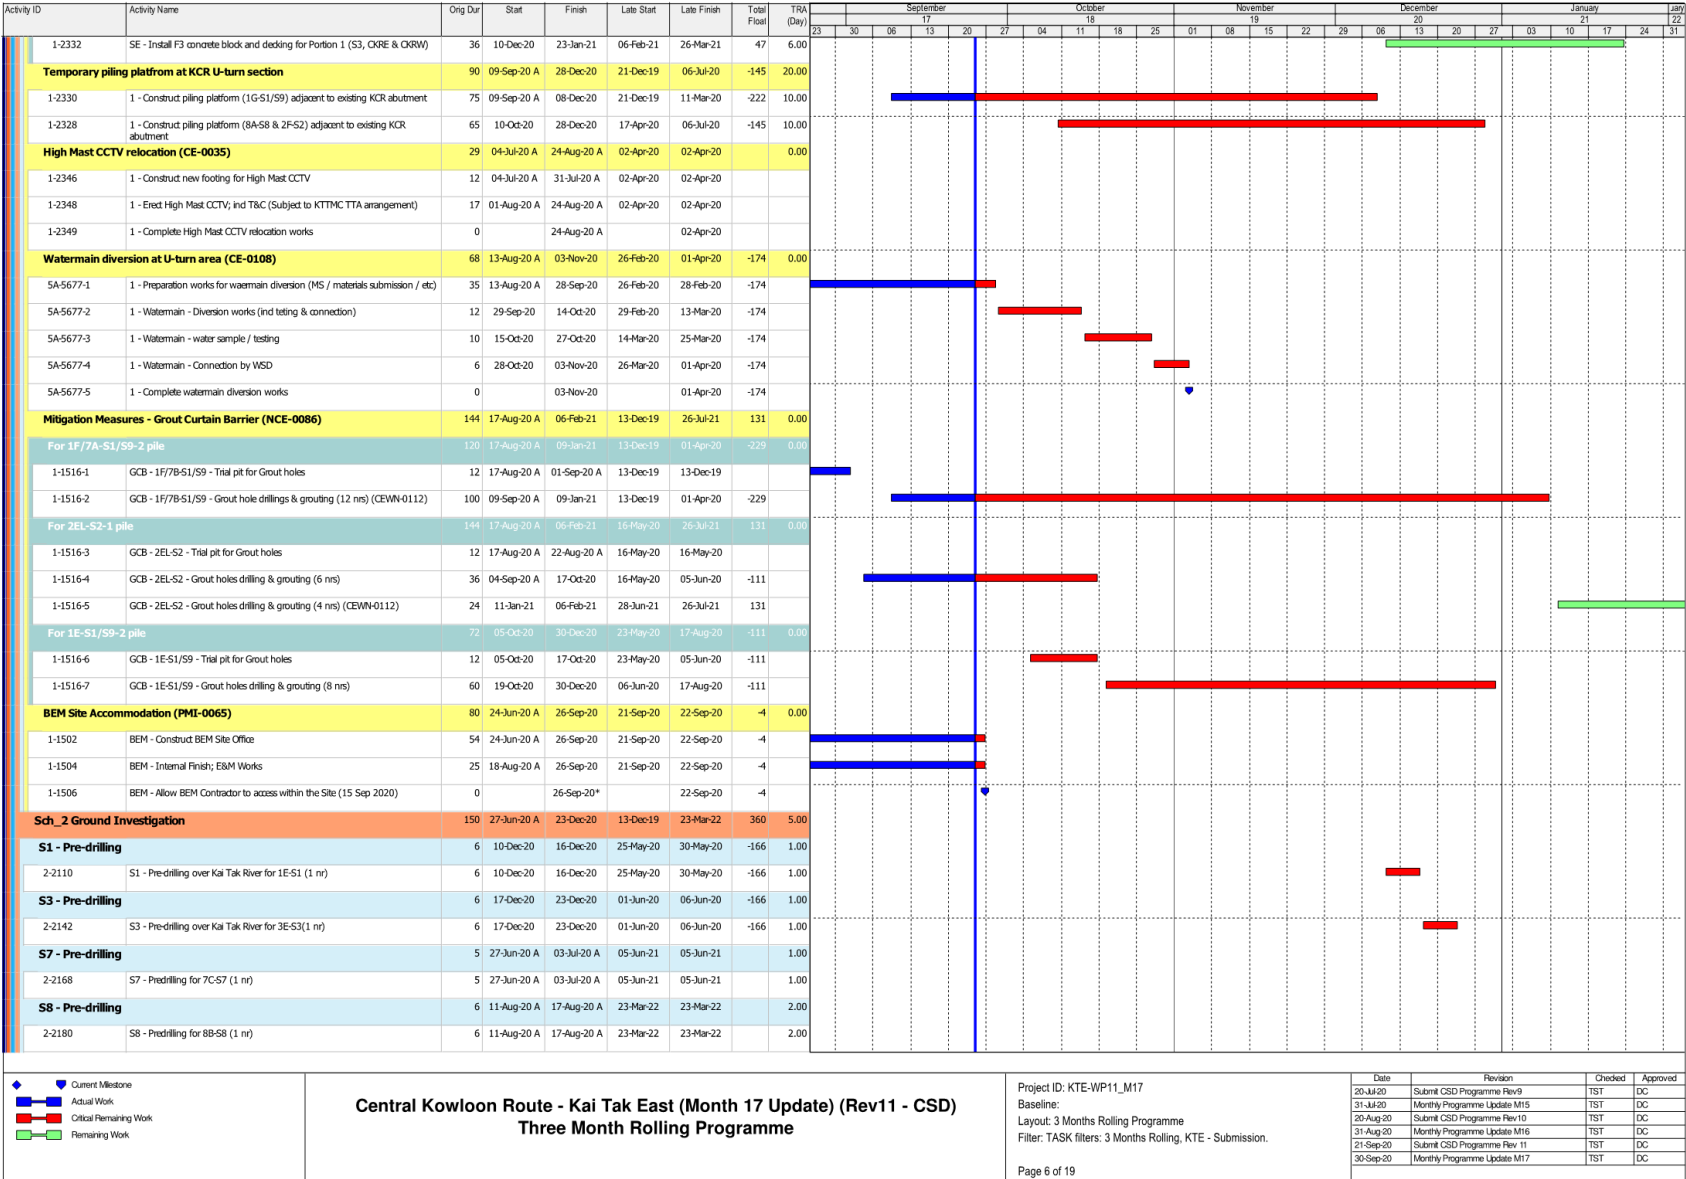 Activity ID Activity Name Orig Dur Start Finish Late Start Late Finish Total Float TRA (Day)
September October November December January uary
17 18 19 20 21 22
23 30 06 13 20 27 04 11 18 25 01 08 15 22 29 06 13 20 27 03 10 17 24 31
1-2332 SE - Install F3 concrete block and decking for Portion 1 (S3, CKRE & CKRW) 36 10-Dec-20 23-Jan-21 06-Feb-21 26-Mar-21 47 6.00
Temporary piling platfrom at KCR U-turn section 90 09-Sep-20 A 28-Dec-20 21-Dec-19 06-Jul-20 -145 20.00
1-2330 1 - Construct piling platform (1G-S1/S9) adjacent to existing KCR abutment 75 09-Sep-20 A 08-Dec-20 21-Dec-19 11-Mar-20 -222 10.00
1-2328 1 - Construct piling platform (8A-S8 & 2F-S2) adjacent to existing KCR abutment 65 10-Oct-20 28-Dec-20 17-Apr-20 06-Jul-20 -145 10.00
High Mast CCTV relocation (CE-0035) 29 04-Jul-20 A 24-Aug-20 A 02-Apr-20 02-Apr-20 0.00
1-2346 1 - Construct new footing for High Mast CCTV 12 04-Jul-20 A 31-Jul-20 A 02-Apr-20 02-Apr-20
1-2348 1 - Erect High Mast CCTV; incl T&C (Subject to KTTMC TTA arrangement) 17 01-Aug-20 A 24-Aug-20 A 02-Apr-20 02-Apr-20
1-2349 1 - Complete High Mast CCTV relocation works 0 24-Aug-20 A 02-Apr-20
Watermain diversion at U-turn area (CE-0108) 68 13-Aug-20 A 03-Nov-20 26-Feb-20 01-Apr-20 -174 0.00
5A-5677-1 1 - Preparation works for waermain diversion (MS / materials submission / etc) 35 13-Aug-20 A 28-Sep-20 26-Feb-20 28-Feb-20 -174
5A-5677-2 1 - Watermain - Diversion works (incl teting & connection) 12 29-Sep-20 14-Oct-20 29-Feb-20 13-Mar-20 -174
5A-5677-3 1 - Watermain - water sample / testing 10 15-Oct-20 27-Oct-20 14-Mar-20 25-Mar-20 -174
5A-5677-4 1 - Watermain - Connection by WSD 6 28-Oct-20 03-Nov-20 26-Mar-20 01-Apr-20 -174
5A-5677-5 1 - Complete watermain diversion works 0 03-Nov-20 01-Apr-20 -174
Mitigation Measures - Grout Curtain Barrier (NCE-0086) 144 17-Aug-20 A 06-Feb-21 13-Dec-19 26-Jul-21 131 0.00
For 1F/7A-S1/S9-2 pile 120 17-Aug-20 A 09-Jan-21 13-Dec-19 01-Apr-20 -229 0.00
1-1516-1 GCB - 1F/7B-S1/S9 - Trial pit for Grout holes 12 17-Aug-20 A 01-Sep-20 A 13-Dec-19 13-Dec-19
1-1516-2 GCB - 1F/7B-S1/S9 - Grout hole drillings & grouting (12 nrs) (CEWN-0112) 100 09-Sep-20 A 09-Jan-21 13-Dec-19 01-Apr-20 -229
For 2EL-S2-1 pile 144 17-Aug-20 A 06-Feb-21 16-May-20 26-Jul-21 131 0.00
1-1516-3 GCB - 2EL-S2 - Trial pit for Grout holes 12 17-Aug-20 A 22-Aug-20 A 16-May-20 16-May-20
1-1516-4 GCB - 2EL-S2 - Grout holes drilling & grouting (6 nrs) 36 04-Sep-20 A 17-Oct-20 16-May-20 05-Jun-20 -111
1-1516-5 GCB - 2EL-S2 - Grout holes drilling & grouting (4 nrs) (CEWN-0112) 24 11-Jan-21 06-Feb-21 28-Jun-21 26-Jul-21 131
For 1E-S1/S9-2 pile 72 05-Oct-20 30-Dec-20 23-May-20 17-Aug-20 -111 0.00
1-1516-6 GCB - 1E-S1/S9 - Trial pit for Grout holes 12 05-Oct-20 17-Oct-20 23-May-20 05-Jun-20 -111
1-1516-7 GCB - 1E-S1/S9 - Grout holes drilling & grouting (8 nrs) 60 19-Oct-20 30-Dec-20 06-Jun-20 17-Aug-20 -111
BEM Site Accommodation (PMI-0065) 80 24-Jun-20 A 26-Sep-20 21-Sep-20 22-Sep-20 -4 0.00
1-1502 BEM - Construct BEM Site Office 54 24-Jun-20 A 26-Sep-20 21-Sep-20 22-Sep-20 -4
1-1504 BEM - Internal Finish; E&M Works 25 18-Aug-20 A 26-Sep-20 21-Sep-20 22-Sep-20 -4
1-1506 BEM - Allow BEM Contractor to access within the Site (15 Sep 2020) 0 26-Sep-20* 22-Sep-20 -4
Sch_2 Ground Investigation 150 27-Jun-20 A 23-Dec-20 13-Dec-19 23-Mar-22 360 5.00
S1 - Pre-drilling 6 10-Dec-20 16-Dec-20 25-May-20 30-May-20 -166 1.00
2-2110 S1 - Pre-drilling over Kai Tak River for 1E-S1 (1 nr) 6 10-Dec-20 16-Dec-20 25-May-20 30-May-20 -166 1.00
S3 - Pre-drilling 6 17-Dec-20 23-Dec-20 01-Jun-20 06-Jun-20 -166 1.00
2-2142 S3 - Pre-drilling over Kai Tak River for 3E-S3(1 nr) 6 17-Dec-20 23-Dec-20 01-Jun-20 06-Jun-20 -166 1.00
S7 - Pre-drilling 5 27-Jun-20 A 03-Jul-20 A 05-Jun-21 05-Jun-21 1.00
2-2168 S7 - Predrilling for 7C-S7 (1 nr) 5 27-Jun-20 A 03-Jul-20 A 05-Jun-21 05-Jun-21 1.00
S8 - Pre-drilling 6 11-Aug-20 A 17-Aug-20 A 23-Mar-22 23-Mar-22 2.00
2-2180 S8 - Predrilling for 8B-S8 (1 nr) 6 11-Aug-20 A 17-Aug-20 A 23-Mar-22 23-Mar-22 2.00
Current Milestone
Actual Work
Critical Remaining Work
Remaining Work
Central Kowloon Route - Kai Tak East (Month 17 Update) (Rev11 - CSD)
Three Month Rolling Programme
Project ID: KTE-WP11_M17
Baseline:
Layout: 3 Months Rolling Programme
Filter: TASK filters: 3 Months Rolling, KTE - Submission.
Page 6 of 19
Date Revision Checked Approved
20-Jul-20 Submit CSD Programme Rev9 TST DC
31-Jul-20 Monthly Programme Update M15 TST DC
20-Aug-20 Submit CSD Programme Rev10 TST DC
31-Aug-20 Monthly Programme Update M16 TST DC
21-Sep-20 Submit CSD Programme Rev 11 TST DC
30-Sep-20 Monthly Programme Update M17 TST DC